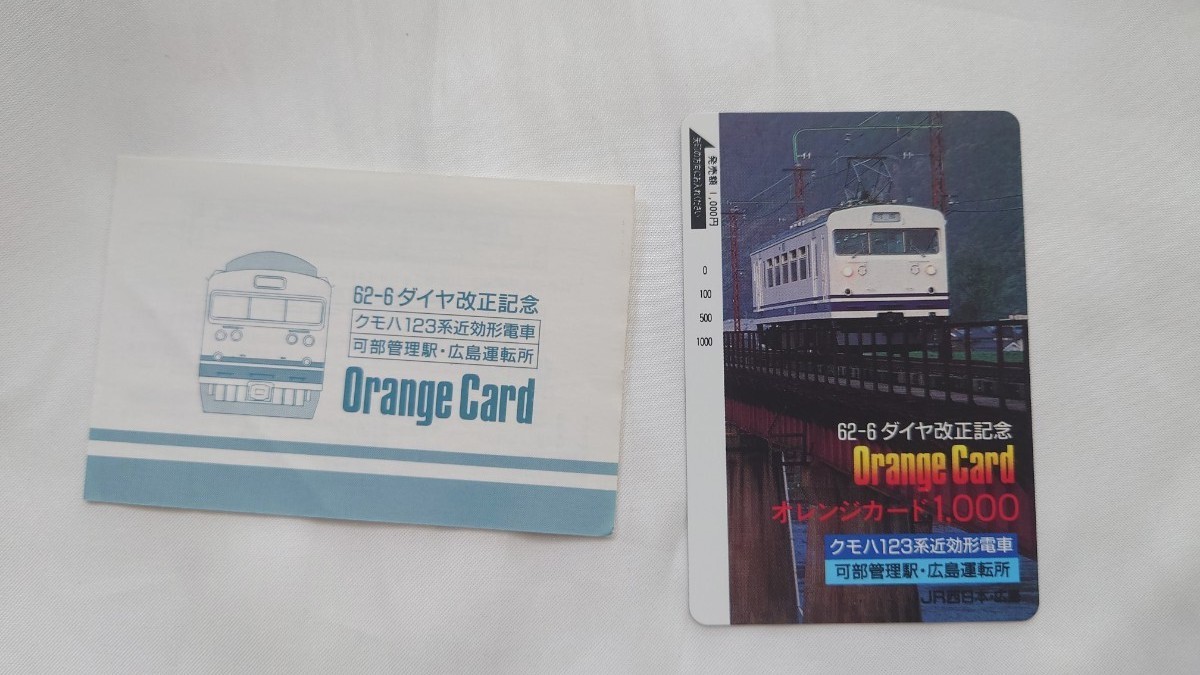 62-6 ダイヤ改正記念
クモハ123系近効形電車
可部管理駅・広島運転所
Orange Card
発売額 1,000円
0
100
500
1000
62-6 ダイヤ改正記念
Orange Card
オレンジカード1,000
クモハ123系近効形電車
可部管理駅・広島運転所
JR西日本広島